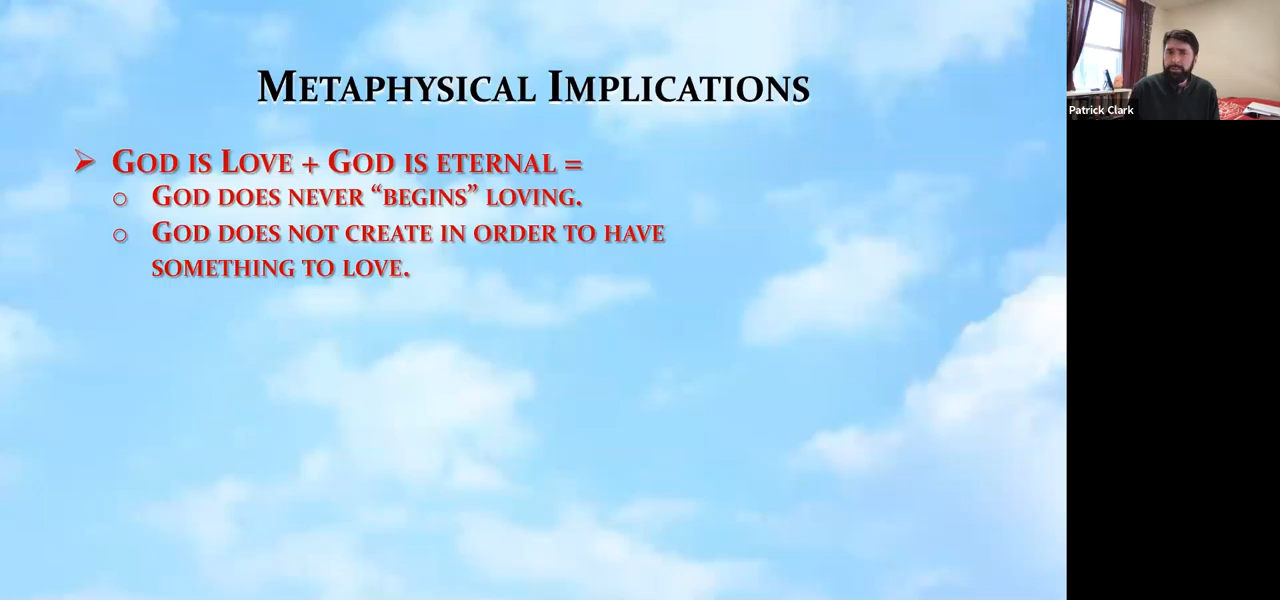 Metaphysical Implications
God is Love + God is eternal =
God does never “begins” loving.
God does not create in order to have
something to love.
Patrick Clark